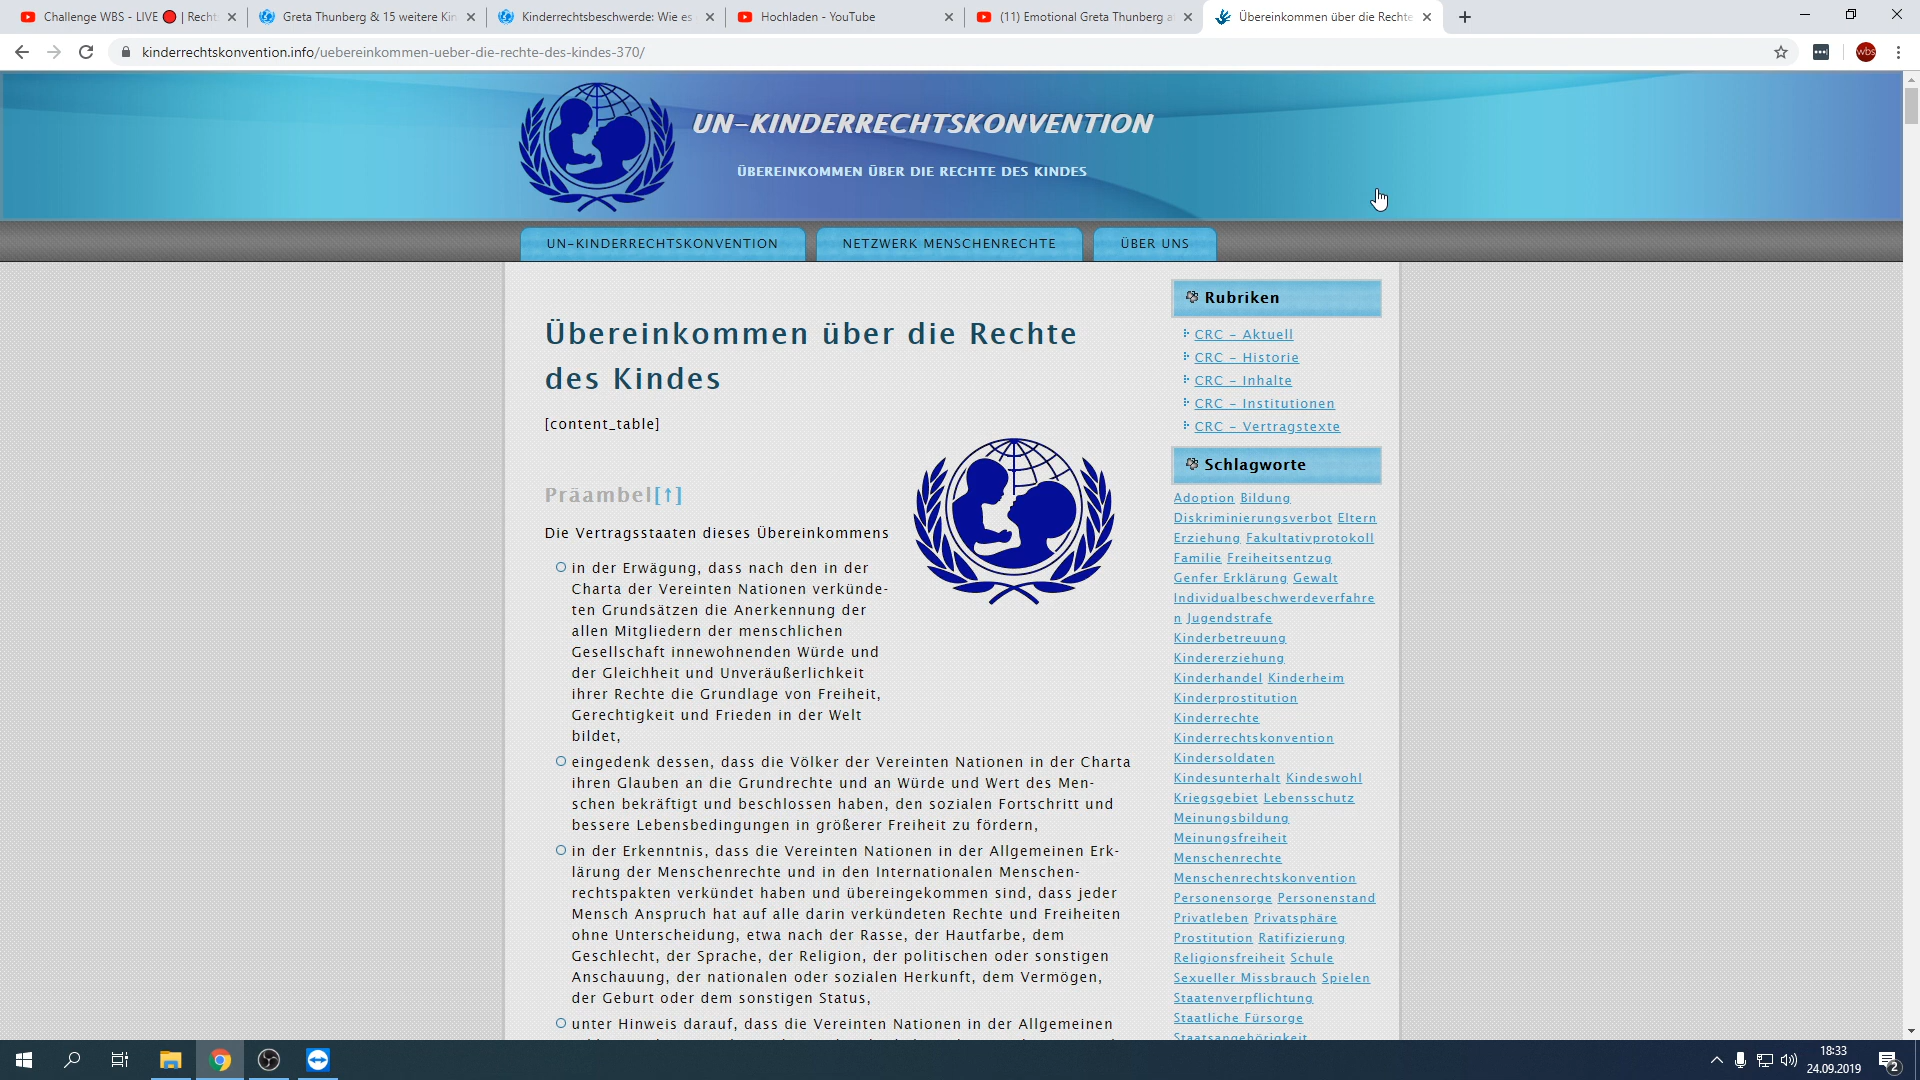 Challenge WBS - LIVE 🔴 | Recht
Greta Thunberg & 15 weitere Kin
Kinderrechtsbeschwerde: Wie es
Hochladen - YouTube
(11) Emotional Greta Thunberg a
Übereinkommen über die Rechte
kinderrechtskonvention.info/uebereinkommen-ueber-die-rechte-des-kindes-370/
wbs
UN-KINDERRECHTSKONVENTION
ÜBEREINKOMMEN ÜBER DIE RECHTE DES KINDES
UN-KINDERRECHTSKONVENTION
NETZWERK MENSCHENRECHTE
ÜBER UNS
Übereinkommen über die Rechte
des Kindes
[content_table]
Präambel[↑]
Die Vertragsstaaten dieses Übereinkommens
in der Erwägung, dass nach den in der
Charta der Vereinten Nationen verkünde-
ten Grundsätzen die Anerkennung der
allen Mitgliedern der menschlichen
Gesellschaft innewohnenden Würde und
der Gleichheit und Unveräußerlichkeit
ihrer Rechte die Grundlage von Freiheit,
Gerechtigkeit und Frieden in der Welt
bildet,
eingedenk dessen, dass die Völker der Vereinten Nationen in der Charta
ihren Glauben an die Grundrechte und an Würde und Wert des Men-
schen bekräftigt und beschlossen haben, den sozialen Fortschritt und
bessere Lebensbedingungen in größerer Freiheit zu fördern,
in der Erkenntnis, dass die Vereinten Nationen in der Allgemeinen Erk-
lärung der Menschenrechte und in den Internationalen Menschen-
rechtspakten verkündet haben und übereingekommen sind, dass jeder
Mensch Anspruch hat auf alle darin verkündeten Rechte und Freiheiten
ohne Unterscheidung, etwa nach der Rasse, der Hautfarbe, dem
Geschlecht, der Sprache, der Religion, der politischen oder sonstigen
Anschauung, der nationalen oder sozialen Herkunft, dem Vermögen,
der Geburt oder dem sonstigen Status,
unter Hinweis darauf, dass die Vereinten Nationen in der Allgemeinen
Rubriken
CRC – Aktuell
CRC – Historie
CRC – Inhalte
CRC – Institutionen
CRC – Vertragstexte
Schlagworte
Adoption Bildung
Diskriminierungsverbot Eltern
Erziehung Fakultativprotokoll
Familie Freiheitsentzug
Genfer Erklärung Gewalt
Individualbeschwerdeverfahre
n Jugendstrafe
Kinderbetreuung
Kindererziehung
Kinderhandel Kinderheim
Kinderprostitution
Kinderrechte
Kinderrechtskonvention
Kindersoldaten
Kindesunterhalt Kindeswohl
Kriegsgebiet Lebensschutz
Meinungsbildung
Meinungsfreiheit
Menschenrechte
Menschenrechtskonvention
Personensorge Personenstand
Privatleben Privatsphäre
Prostitution Ratifizierung
Religionsfreiheit Schule
Sexueller Missbrauch Spielen
Staatenverpflichtung
Staatliche Fürsorge
Staatsangehörigkeit
18:33
24.09.2019
2